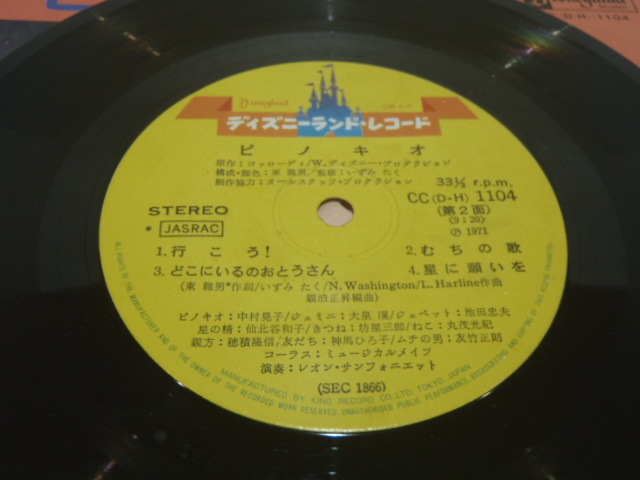 D-H: 1104
Disneyland
ディズニーランド・レコード
ピノキオ
原作：コッローディ/W.ディズニー・プロダクション
構成・脚色：東 龍男/監修：いずみ たく
制作協力：オールスタッフ・プロダクション
33⅓ r.p.m.
CC (D・H) 1104
(第2面)
(9:20)
Ⓟ 1971
STEREO
* JASRAC
1.行こう!
2.むちの歌
3.どこにいるのおとうさん
4.星に願いを
(東 龍男*作詞/いずみ たく/N. Washington/L. Harline作曲
親泊正昇編曲)
ピノキオ：中村晃子/ジェミニ：大泉 滉/ジェペット：池田忠夫
星の精：仙北谷和子/きつね：坊屋三郎/ねこ：丸茂光紀
親方：穂積隆信/友だち：神馬ひろ子/ムチの男：友竹正則
コーラス：ミュージカルメイツ
演奏：レオン・サンフォニエット
(SEC 1866)
ALL RIGHTS OF THE MANUFACTURER AND OF THE OWNER OF THE RECORDED WORK RESERVED. UNAUTHORISED PUBLIC PERFORMANCE, BROADCASTING AND COPYING OF THIS RECORD PROHIBITED.
MANUFACTURED BY KING RECORD CO., LTD. TOKYO, JAPAN